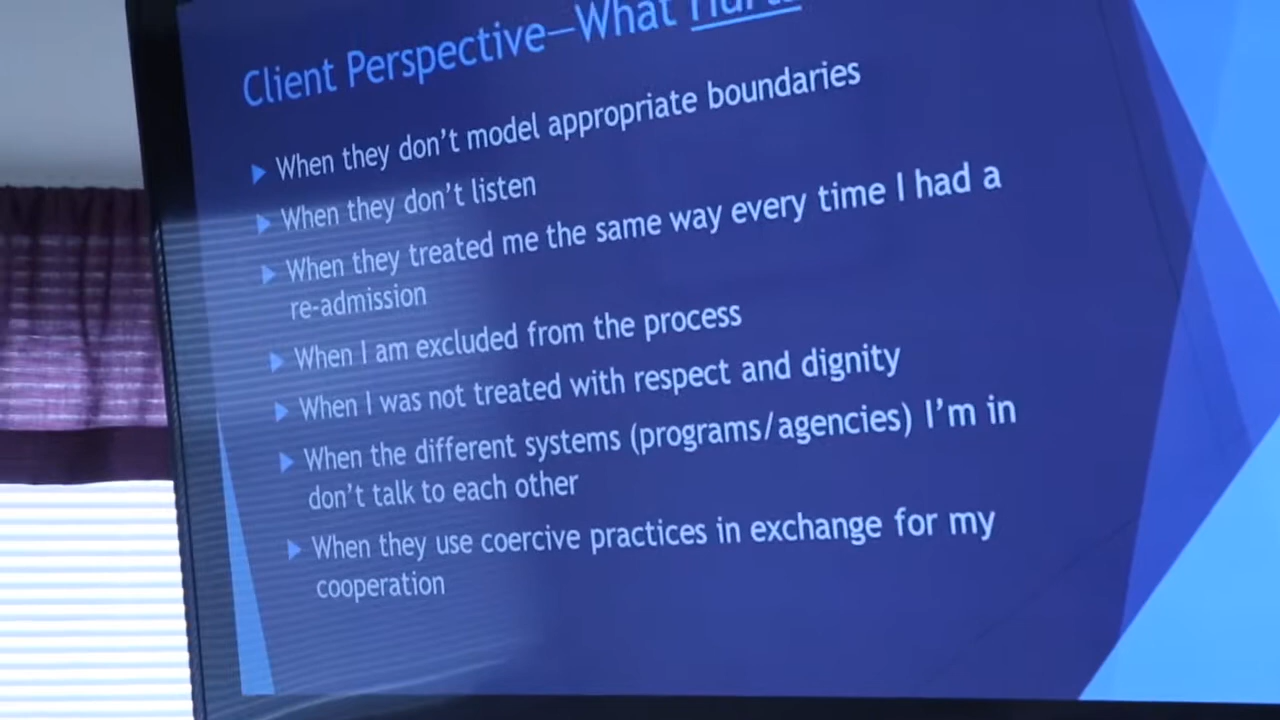 Client Perspective—What Hurts
When they don't model appropriate boundaries
When they don't listen
When they treated me the same way every time I had a
re-admission
When I am excluded from the process
When I was not treated with respect and dignity
When the different systems (programs/agencies) I'm in
don't talk to each other
When they use coercive practices in exchange for my
cooperation